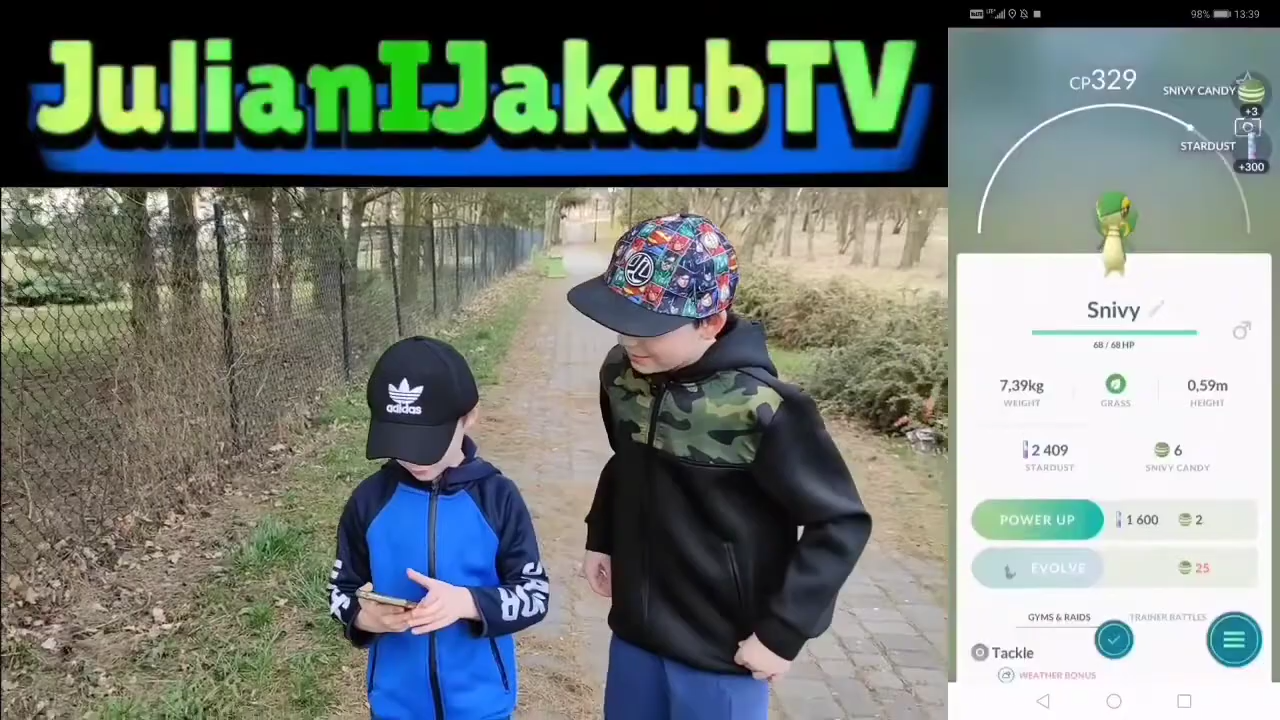 JulianIJakubTV
adidas
98% 13:39
CP329
SNIVY CANDY
+3
STARDUST
+300
Snivy
68 / 68 HP
7,39kg
WEIGHT
GRASS
0,59m
HEIGHT
2 409
STARDUST
6
SNIVY CANDY
POWER UP 1 600 2
EVOLVE 25
GYMS & RAIDS TRAINER BATTLES
Tackle
WEATHER BONUS